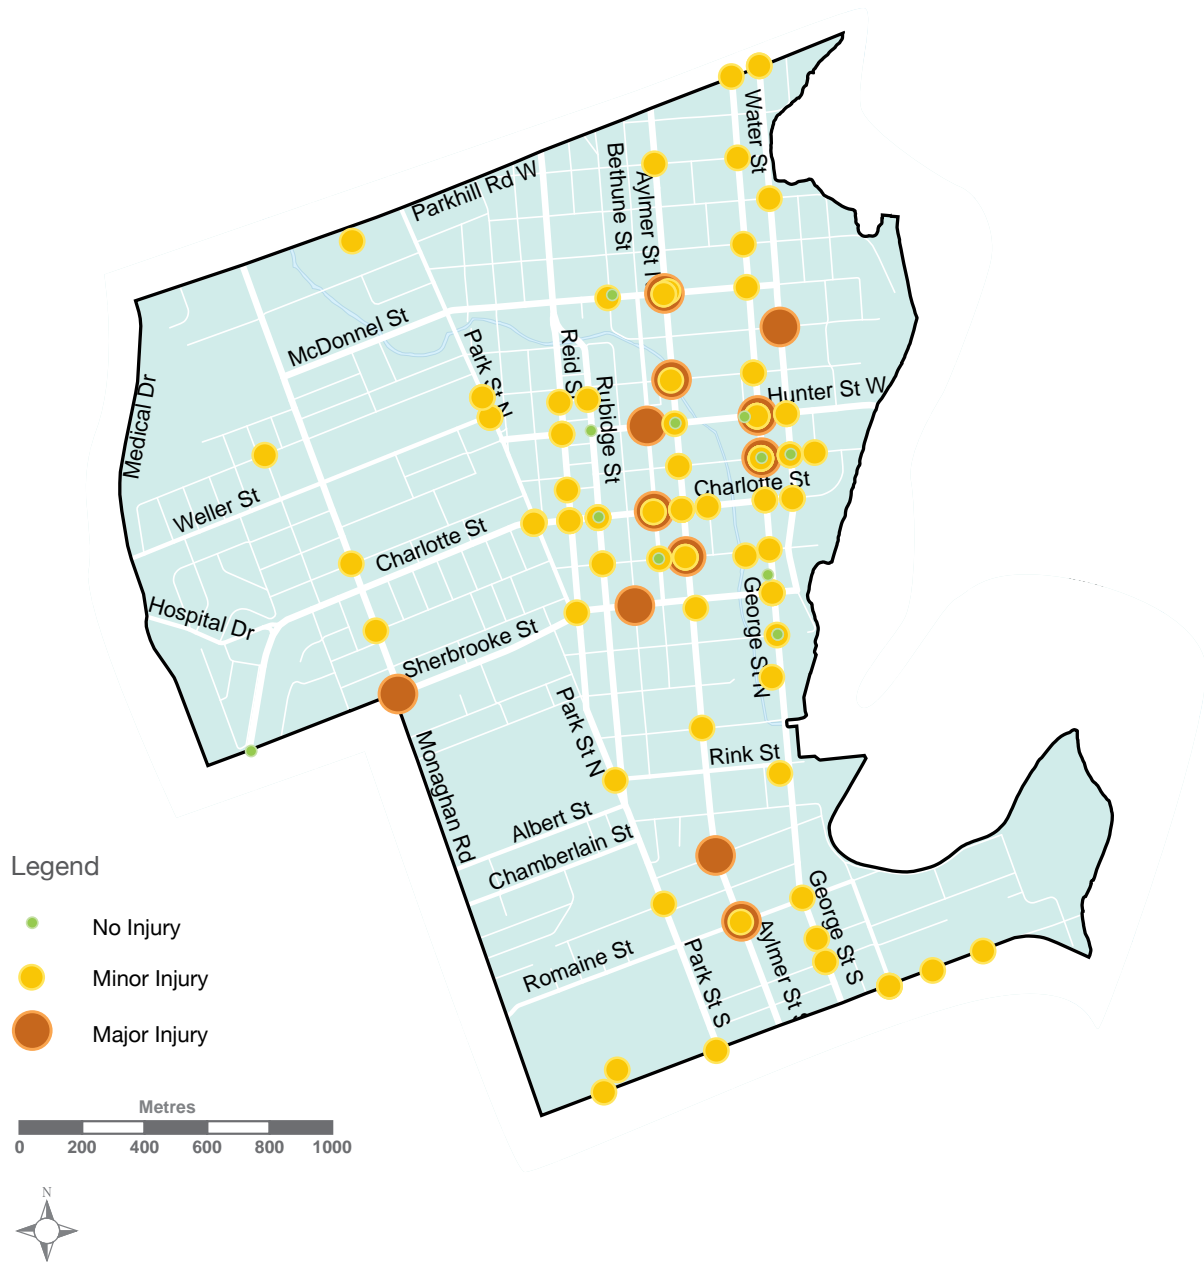 Water St
Bethune St
Parkhill Rd W
Aylmer St
McDonnel St
Park St N
Reid St
Rubidge St
Hunter St W
Medical Dr
Weller St
Charlotte St
Charlotte St
Hospital Dr
George St N
Sherbrooke St
Park St N
Monaghan Rd
Rink St
Albert St
Chamberlain St
George St S
Aylmer St
Romaine St
Park St S
Legend
No Injury
Minor Injury
Major Injury
Metres
0 200 400 600 800 1000
N